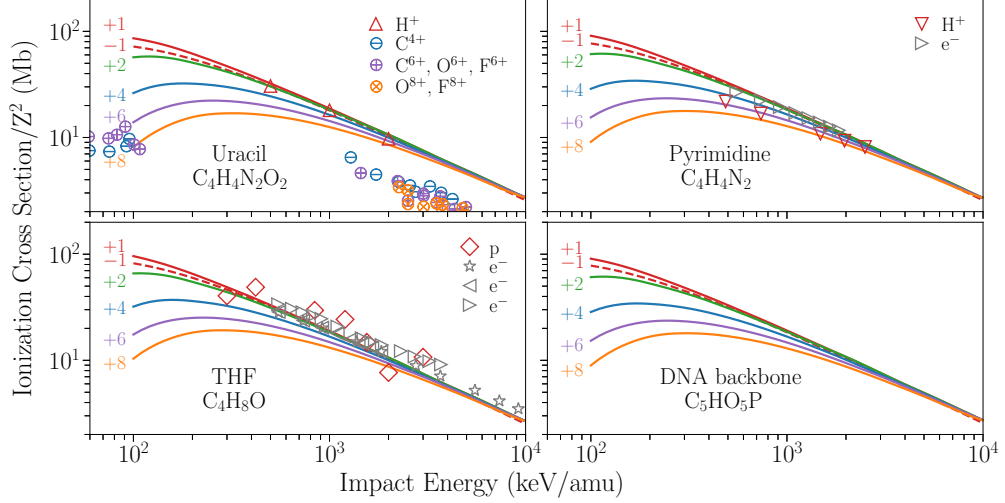 Ionization Cross Section/Z² (Mb)
10²
10¹
+1
−1
+2
+4
+6
+8
H⁺
C⁴⁺
C⁶⁺, O⁶⁺, F⁶⁺
O⁸⁺, F⁸⁺
Uracil
C₄H₄N₂O₂
+1
−1
+2
+4
+6
+8
H⁺
e⁻
Pyrimidine
C₄H₄N₂
10²
10¹
+1
−1
+2
+4
+6
+8
p
e⁻
e⁻
e⁻
THF
C₄H₈O
10²
10³
10⁴
+1
−1
+2
+4
+6
+8
DNA backbone
C₅HO₅P
10²
10³
10⁴
Impact Energy (keV/amu)